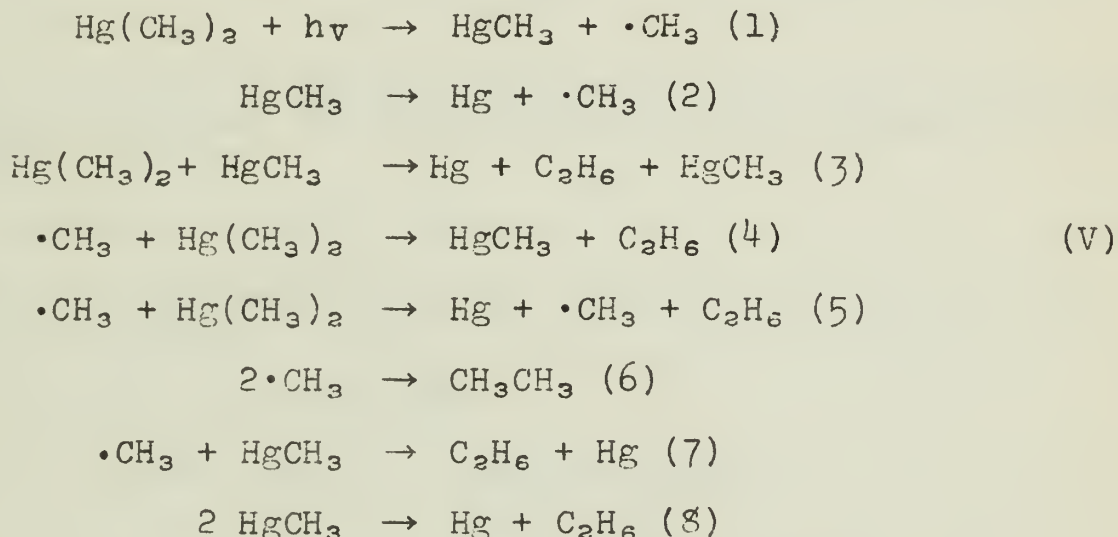 Hg(CH₃)₂ + hv → HgCH₃ + •CH₃ (1)
HgCH₃ → Hg + •CH₃ (2)
Hg(CH₃)₂+ HgCH₃ →Hg + C₂H₆ + HgCH₃ (3)
•CH₃ + Hg(CH₃)₂ → HgCH₃ + C₂H₆ (4) (V)
•CH₃ + Hg(CH₃)₂ → Hg + •CH₃ + C₂H₆ (5)
2•CH₃ → CH₃CH₃ (6)
•CH₃ + HgCH₃ → C₂H₆ + Hg (7)
2 HgCH₃ → Hg + C₂H₆ (8)